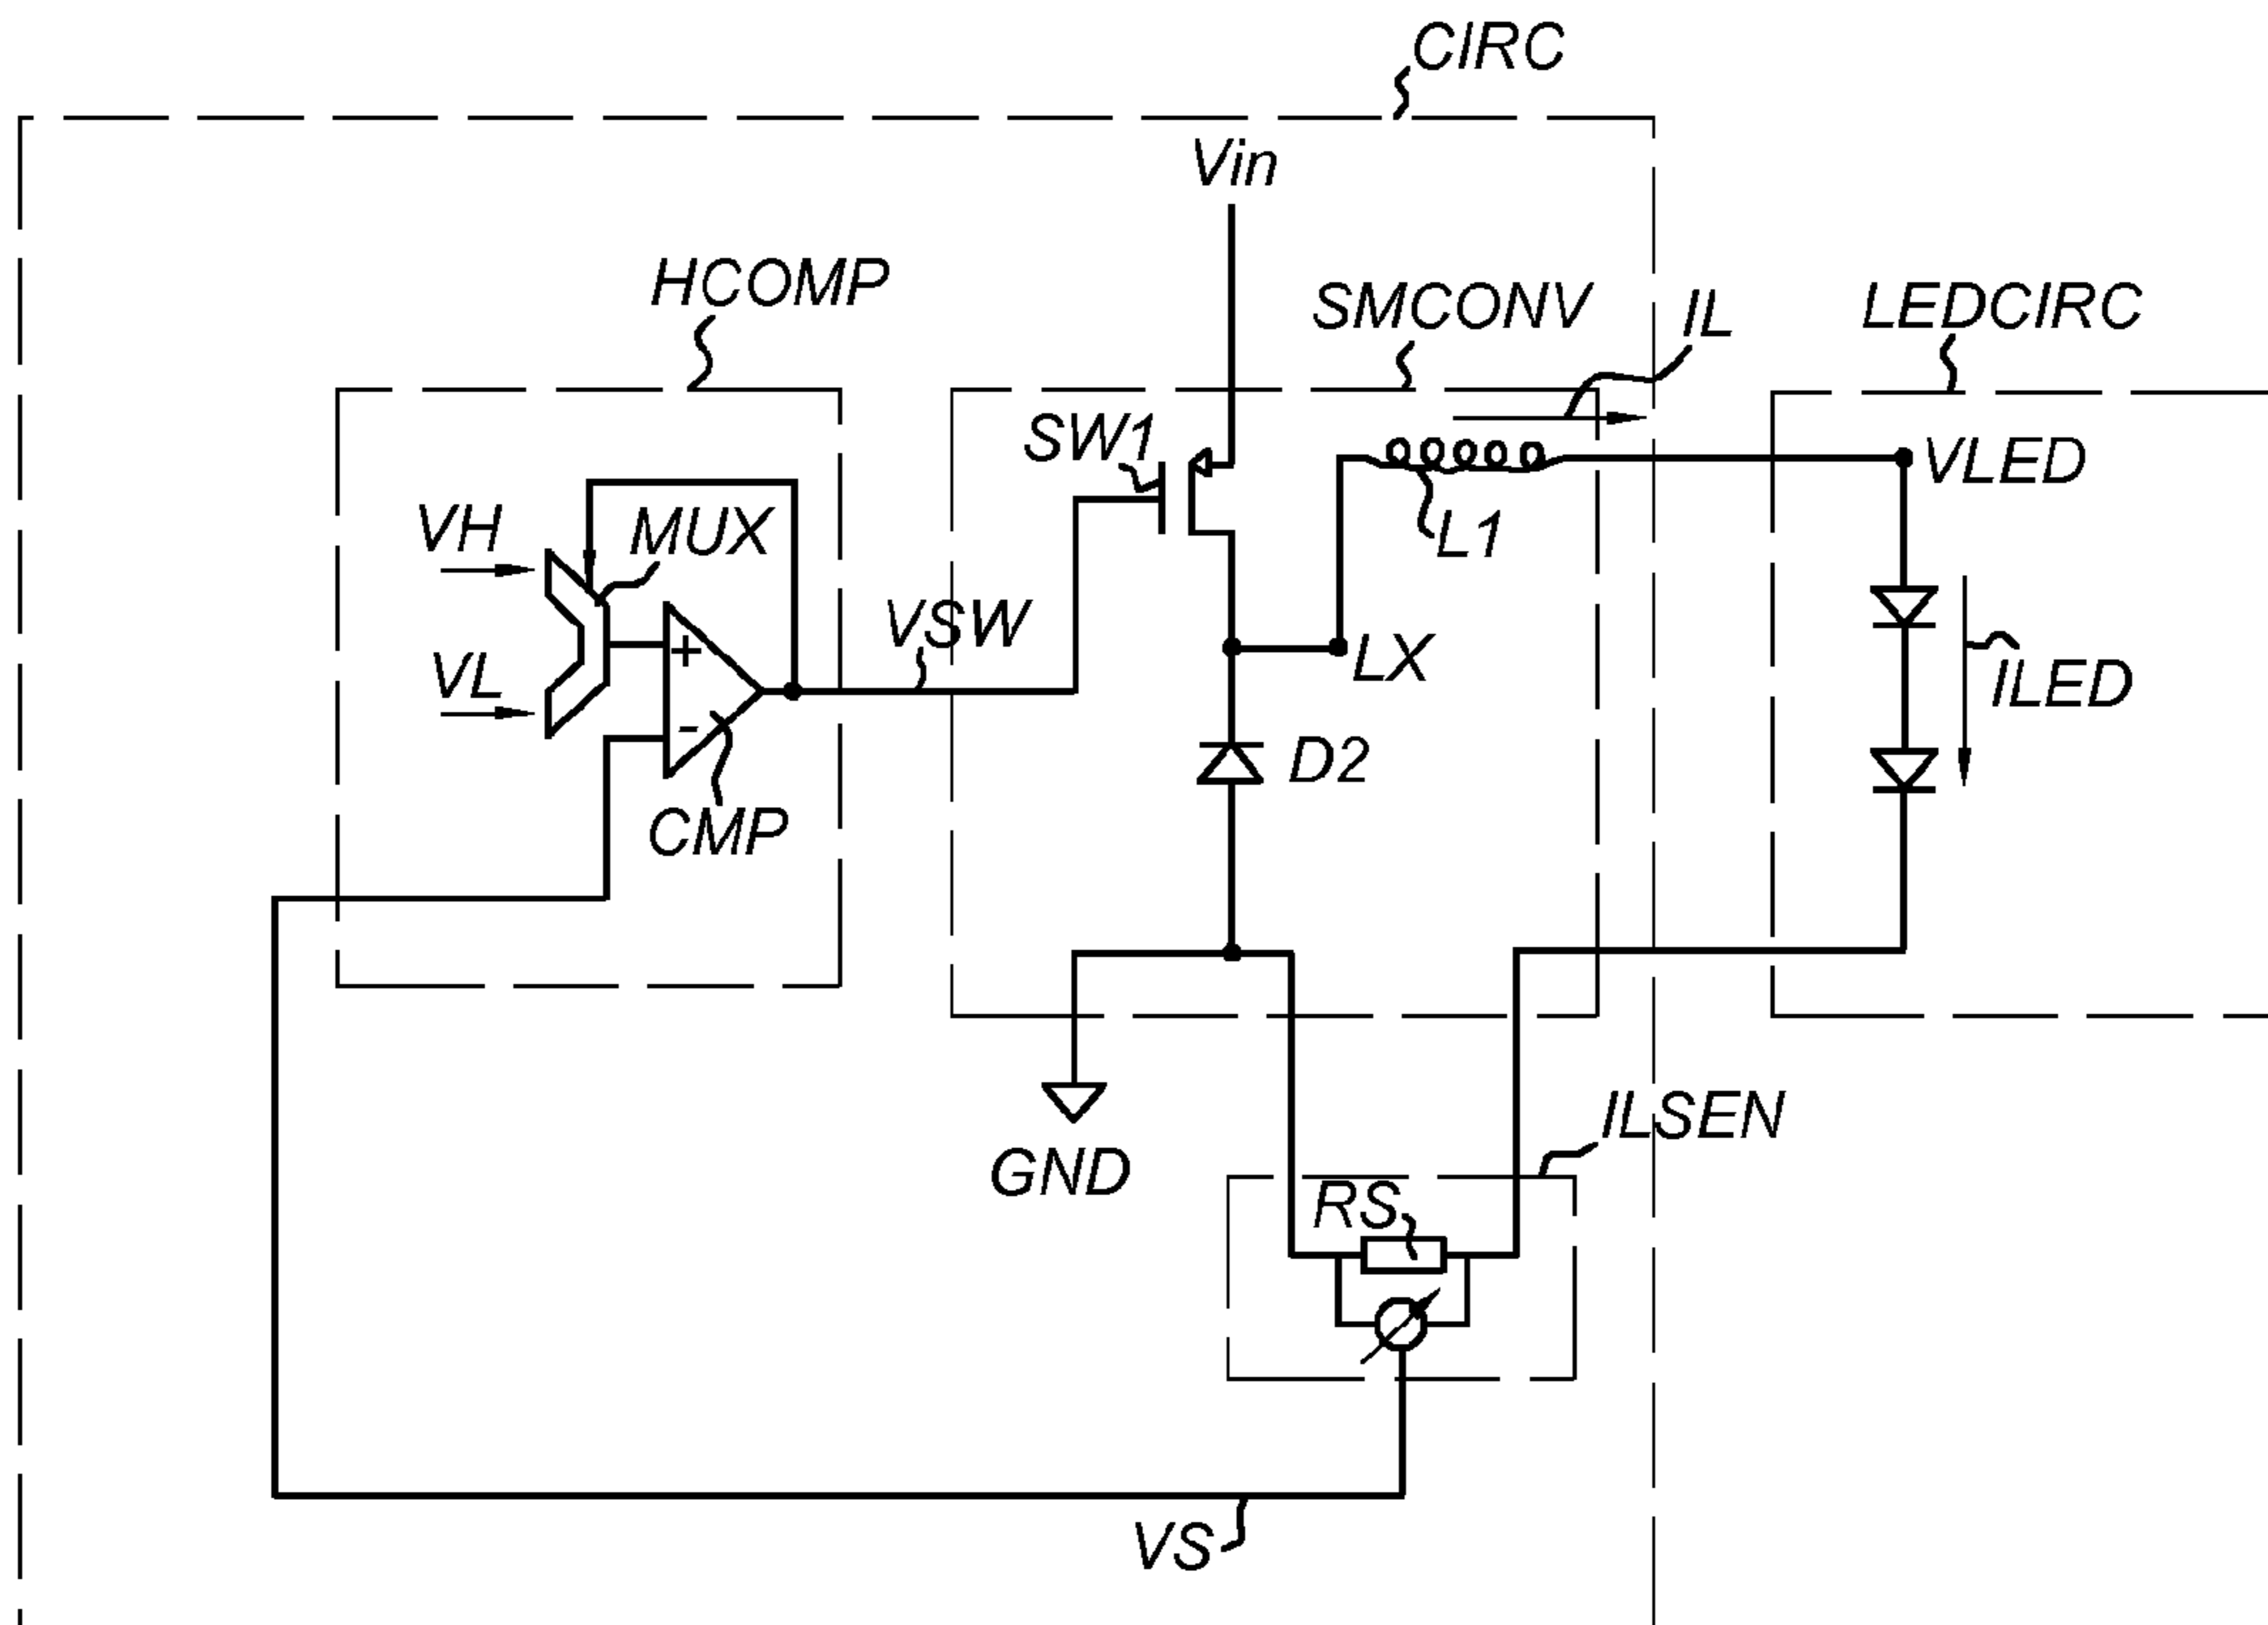 CIRC
Vin
HCOMP
SMCONV
IL
LEDCIRC
SW1
VLED
VH
MUX
L1
VSW
LX
VL
ILED
+
-
D2
CMP
ILSEN
GND
RS
VS